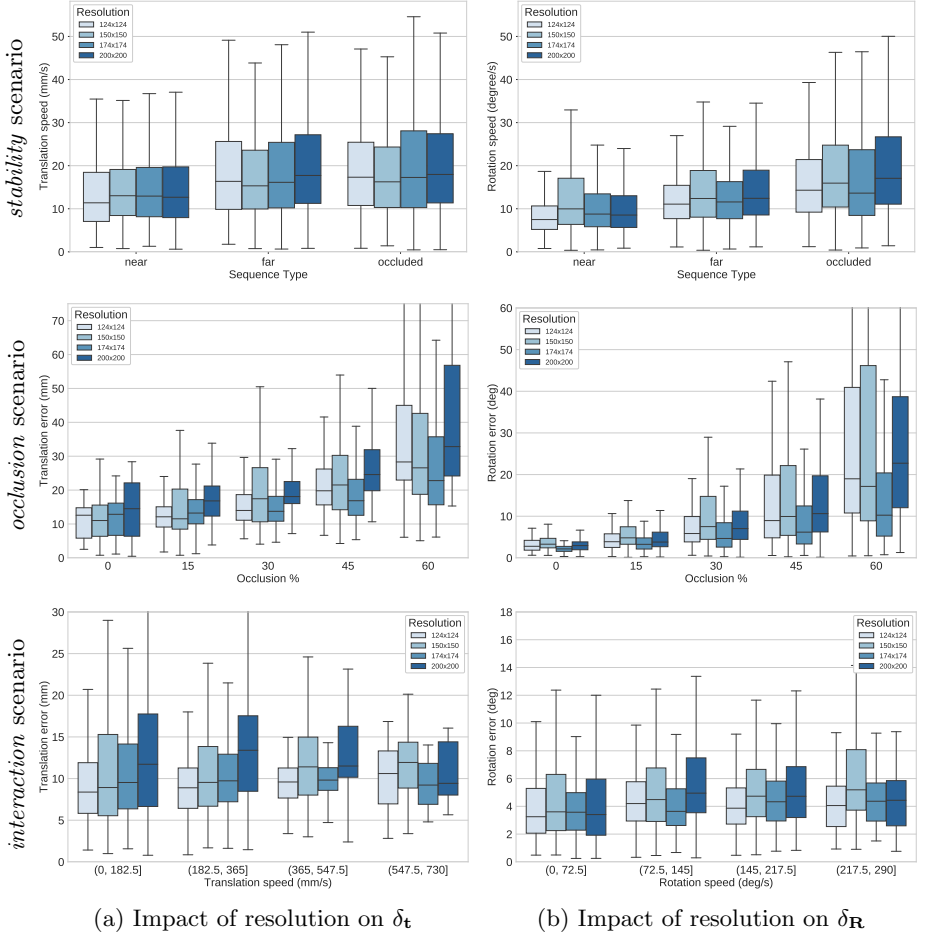 stability scenario
Translation speed (mm/s)
50
40
30
20
10
0
Resolution
124x124
150x150
174x174
200x200
near far occluded
Sequence Type
Rotation speed (degree/s)
50
40
30
20
10
0
Resolution
124x124
150x150
174x174
200x200
near far occluded
Sequence Type
occlusion scenario
Translation error (mm)
70
60
50
40
30
20
10
0
Resolution
124x124
150x150
174x174
200x200
0 15 30 45 60
Occlusion %
Rotation error (deg)
60
50
40
30
20
10
0
Resolution
124x124
150x150
174x174
200x200
0 15 30 45 60
Occlusion %
interaction scenario
Translation error (mm)
30
25
20
15
10
5
0
Resolution
124x124
150x150
174x174
200x200
(0, 182.5] (182.5, 365] (365, 547.5] (547.5, 730]
Translation speed (mm/s)
Rotation error (deg)
18
16
14
12
10
8
6
4
2
0
Resolution
124x124
150x150
174x174
200x200
(0, 72.5] (72.5, 145] (145, 217.5] (217.5, 290]
Rotation speed (deg/s)
(a) Impact of resolution on δt
(b) Impact of resolution on δR